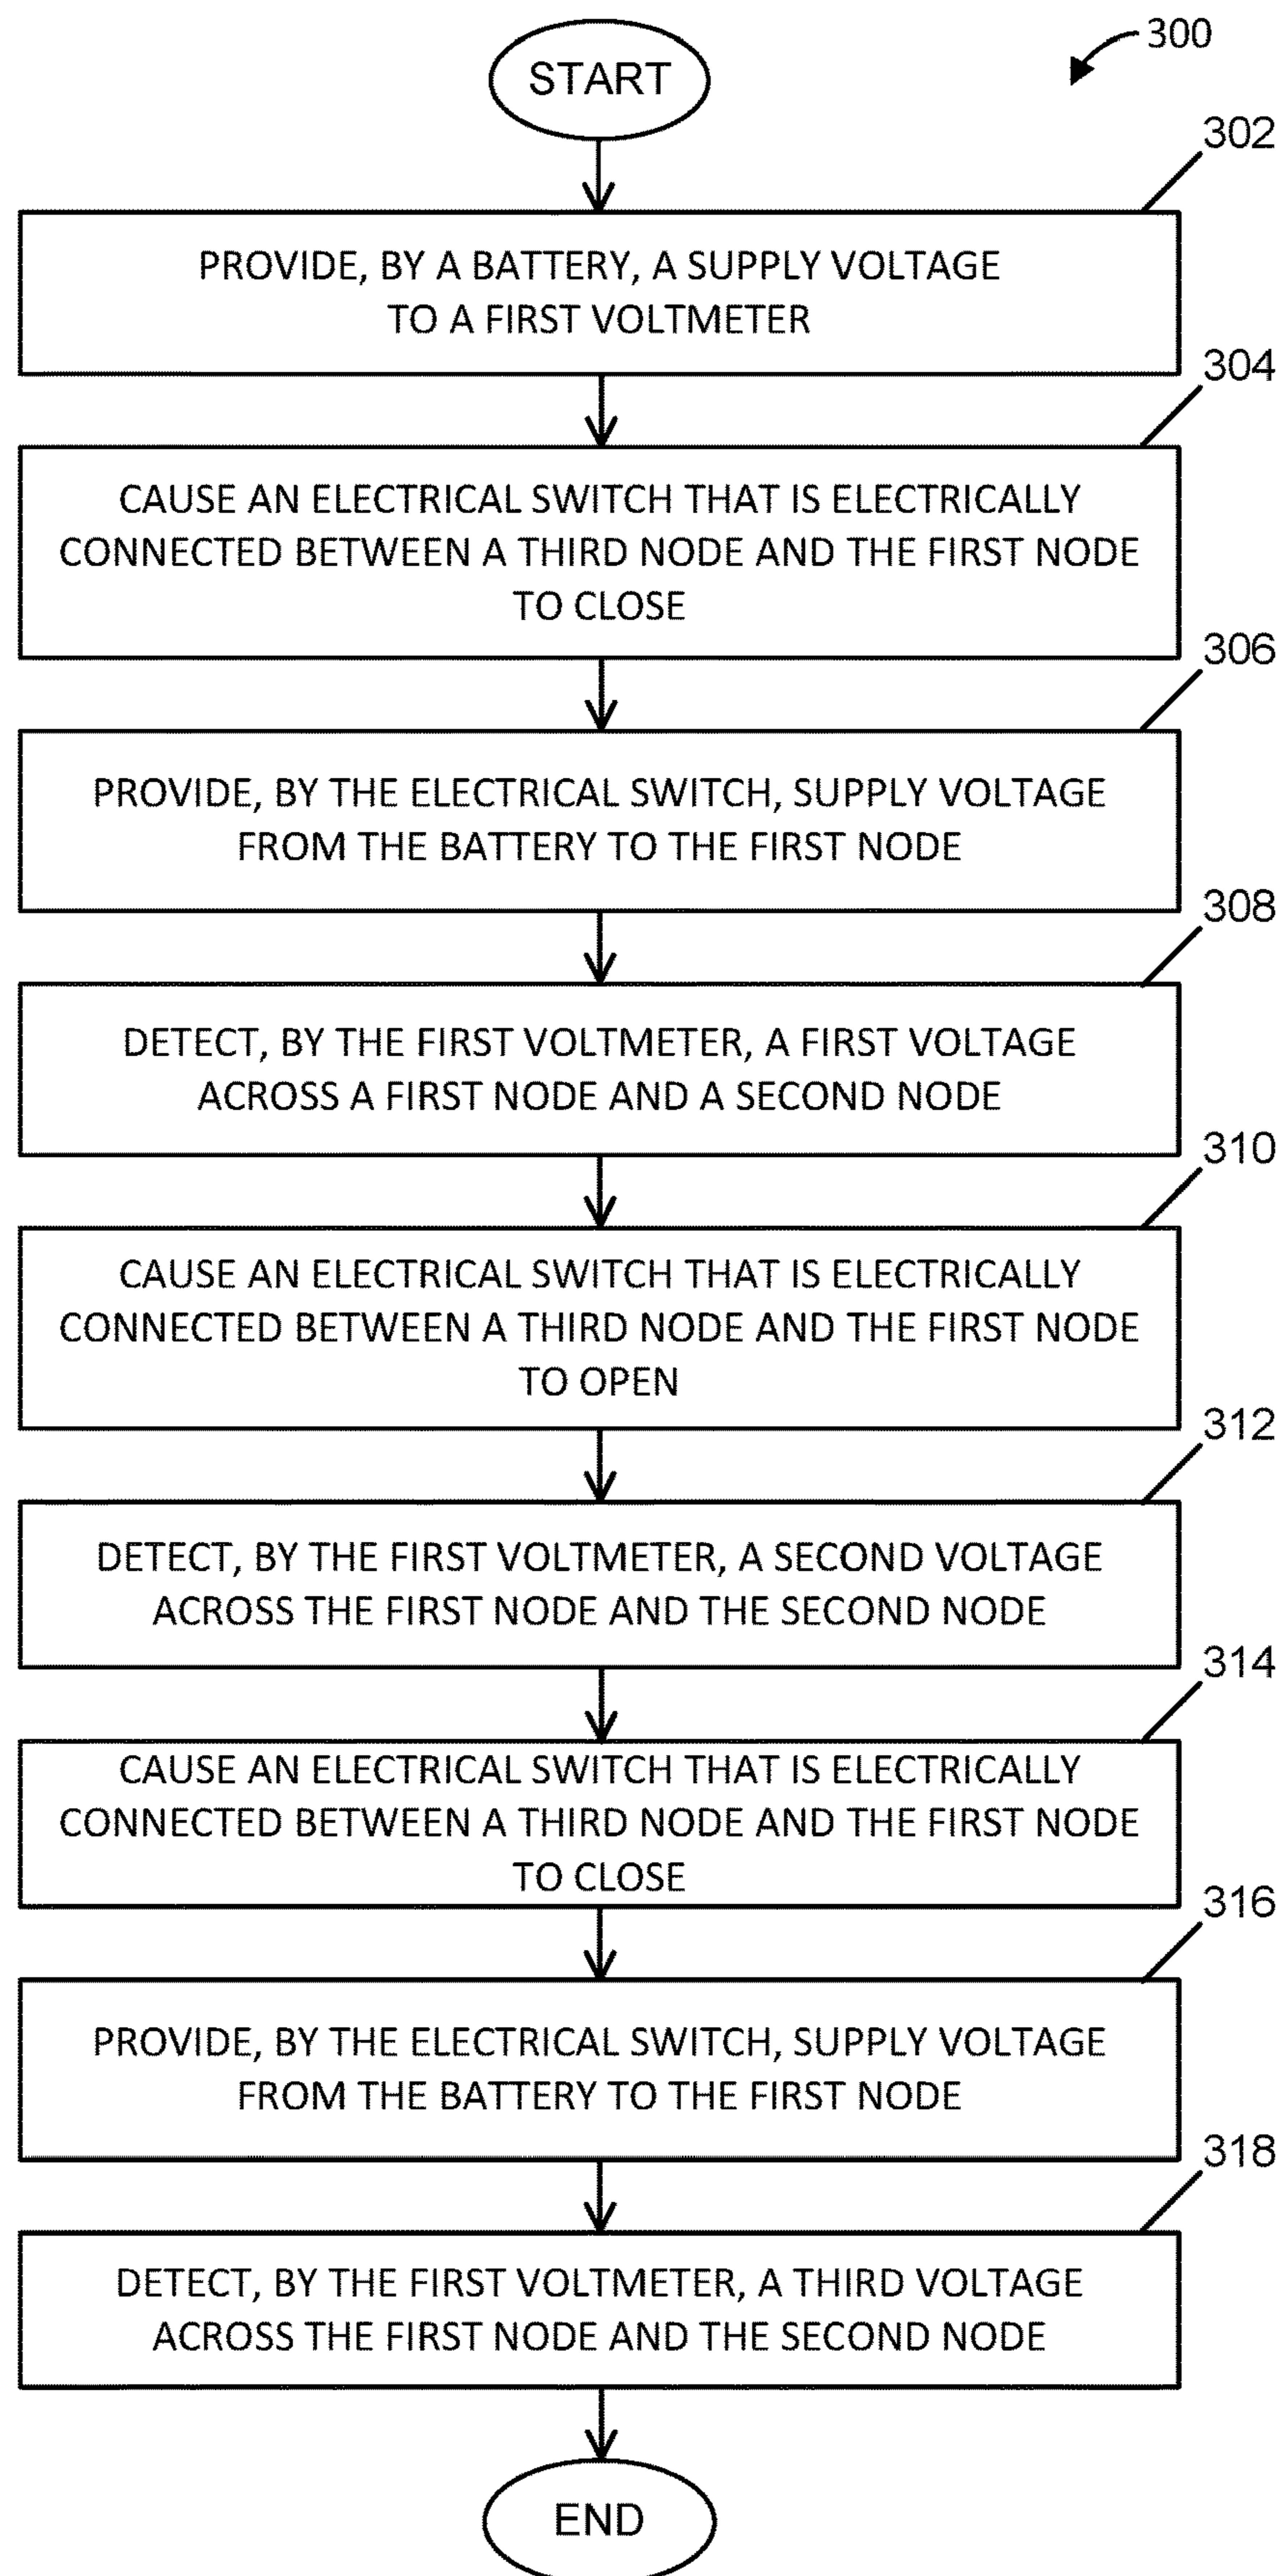 START
300
302
PROVIDE, BY A BATTERY, A SUPPLY VOLTAGE
TO A FIRST VOLTMETER
304
CAUSE AN ELECTRICAL SWITCH THAT IS ELECTRICALLY
CONNECTED BETWEEN A THIRD NODE AND THE FIRST NODE
TO CLOSE
306
PROVIDE, BY THE ELECTRICAL SWITCH, SUPPLY VOLTAGE
FROM THE BATTERY TO THE FIRST NODE
308
DETECT, BY THE FIRST VOLTMETER, A FIRST VOLTAGE
ACROSS A FIRST NODE AND A SECOND NODE
310
CAUSE AN ELECTRICAL SWITCH THAT IS ELECTRICALLY
CONNECTED BETWEEN A THIRD NODE AND THE FIRST NODE
TO OPEN
312
DETECT, BY THE FIRST VOLTMETER, A SECOND VOLTAGE
ACROSS THE FIRST NODE AND THE SECOND NODE
314
CAUSE AN ELECTRICAL SWITCH THAT IS ELECTRICALLY
CONNECTED BETWEEN A THIRD NODE AND THE FIRST NODE
TO CLOSE
316
PROVIDE, BY THE ELECTRICAL SWITCH, SUPPLY VOLTAGE
FROM THE BATTERY TO THE FIRST NODE
318
DETECT, BY THE FIRST VOLTMETER, A THIRD VOLTAGE
ACROSS THE FIRST NODE AND THE SECOND NODE
END